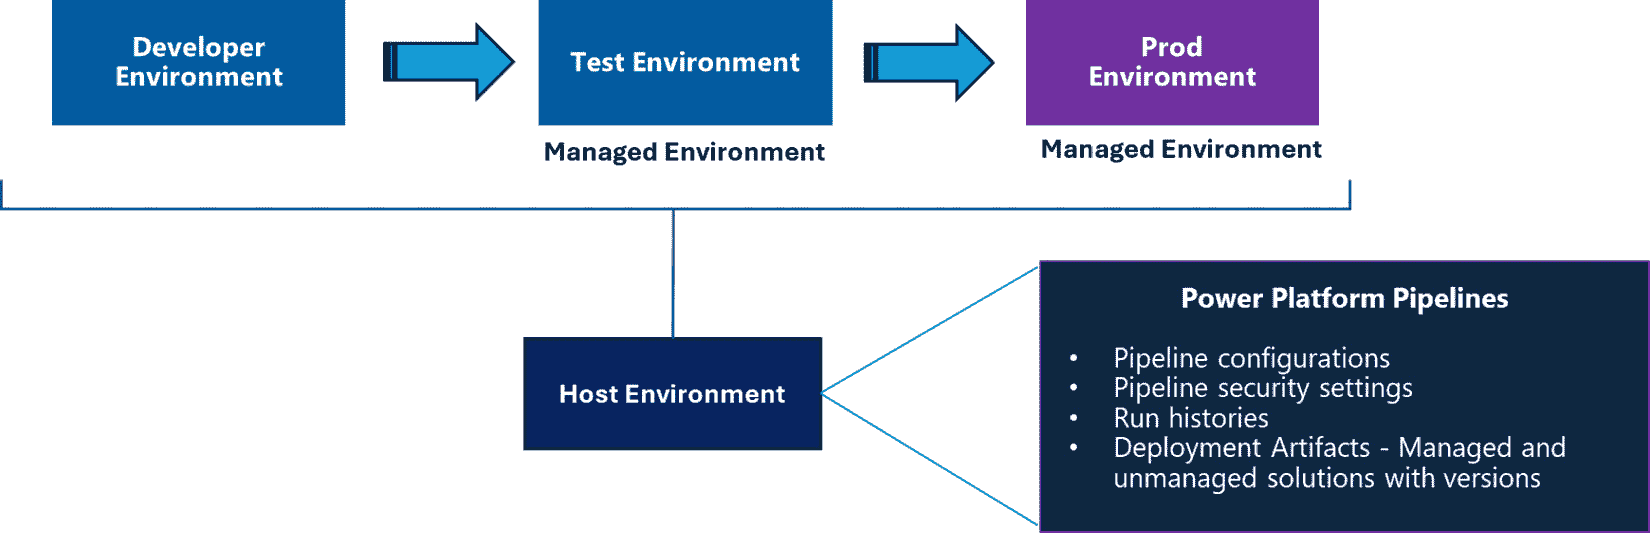 Developer
Environment
Test Environment
Prod
Environment
Managed Environment
Managed Environment
Host Environment
Power Platform Pipelines
• Pipeline configurations
• Pipeline security settings
• Run histories
• Deployment Artifacts - Managed and
unmanaged solutions with versions